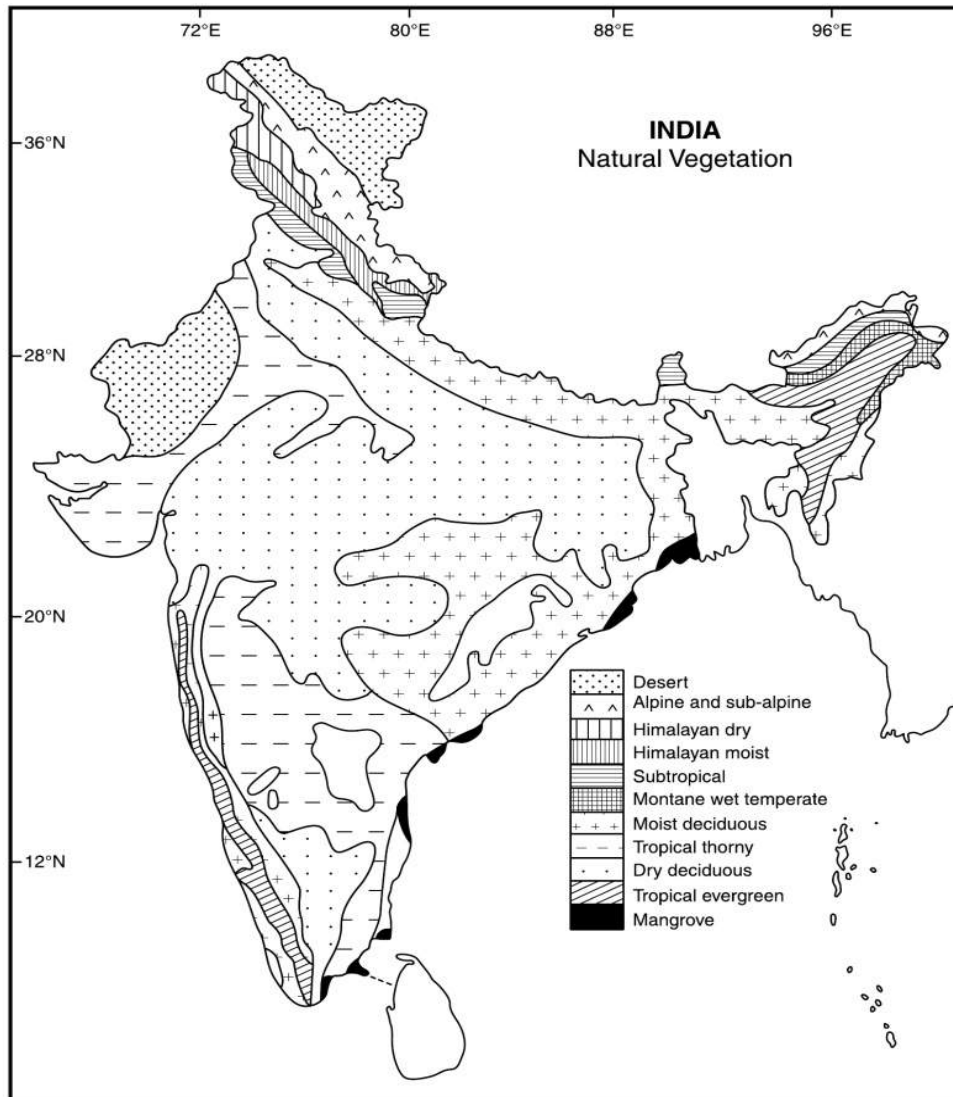 72°E 80°E 88°E 96°E
36°N
INDIA
Natural Vegetation
28°N
20°N
Desert
Alpine and sub-alpine
Himalayan dry
Himalayan moist
Subtropical
Montane wet temperate
Moist deciduous
Tropical thorny
Dry deciduous
Tropical evergreen
Mangrove
12°N